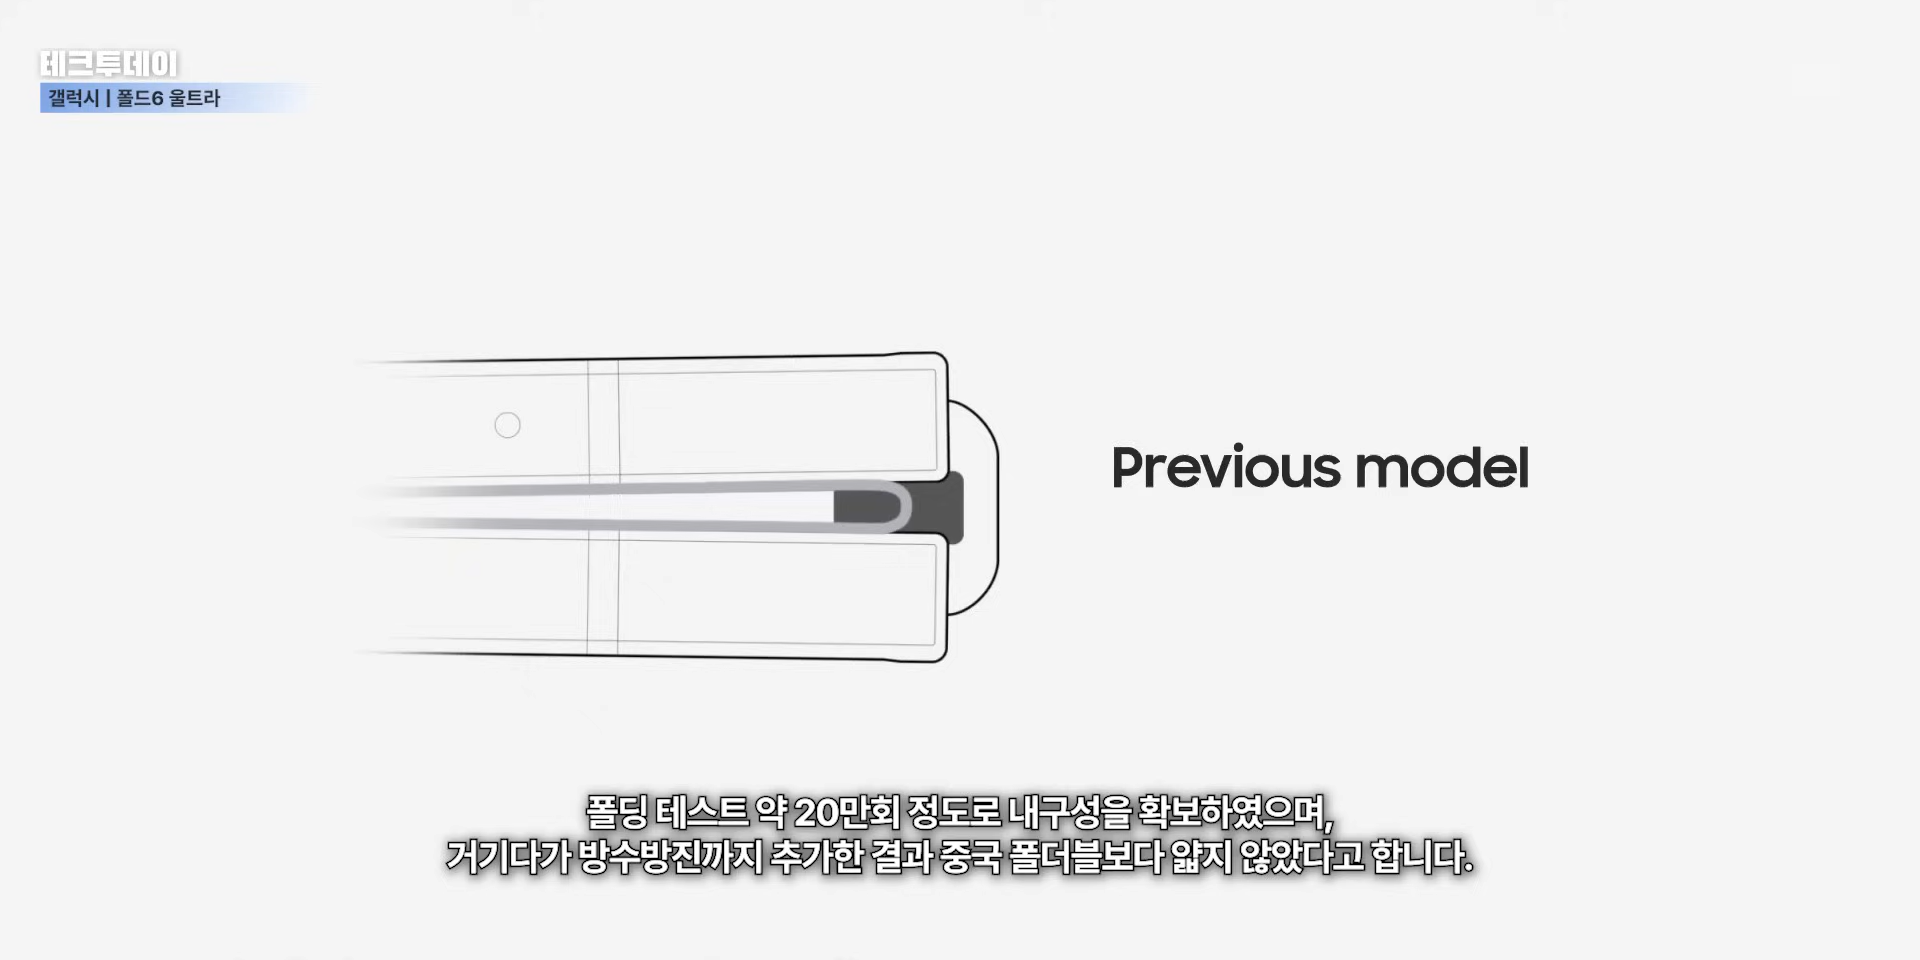 테크투데이
갤럭시 | 폴드6 울트라
Previous model
폴딩 테스트 약 20만회 정도로 내구성을 확보하였으며,
거기다가 방수방진까지 추가한 결과 중국 폴더블보다 얇지 않았다고 합니다.